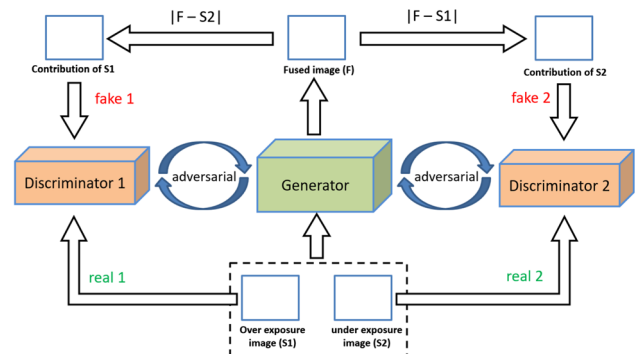 |F – S2|
|F – S1|
Contribution of S1
Fused image (F)
Contribution of S2
fake 1
fake 2
Discriminator 1
adversarial
Generator
adversarial
Discriminator 2
real 1
real 2
Over exposure
image (S1)
under exposure
image (S2)